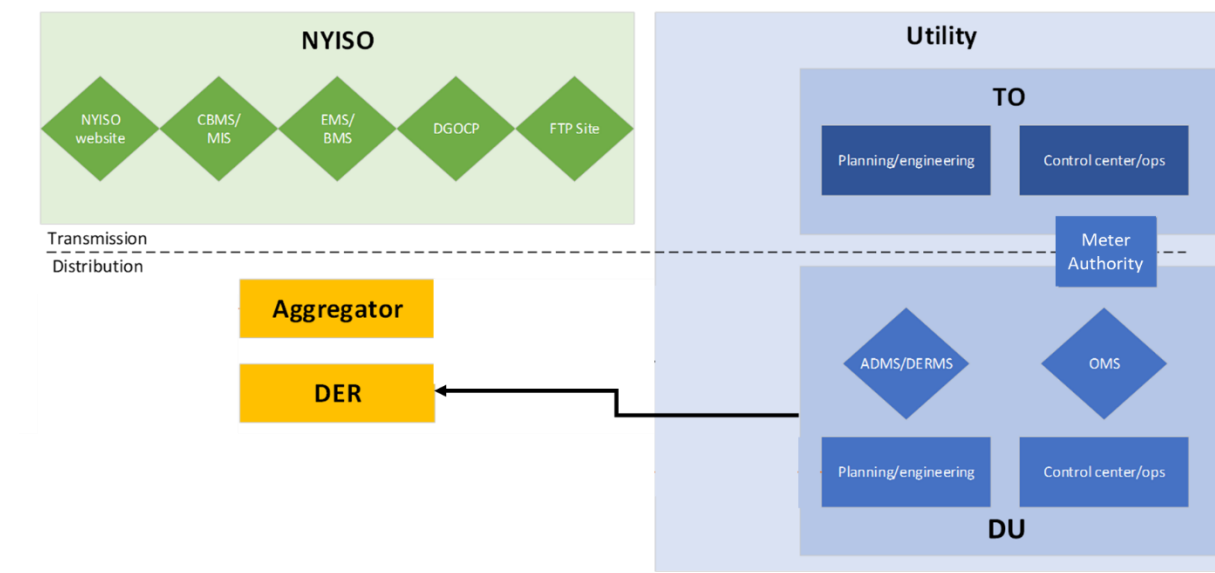 NYISO
NYISO
website
CBMS/
MIS
EMS/
BMS
DGOCP
FTP Site
Utility
TO
Planning/engineering
Control center/ops
Transmission
Distribution
Meter
Authority
Aggregator
DER
ADMS/DERMS
OMS
Planning/engineering
Control center/ops
DU